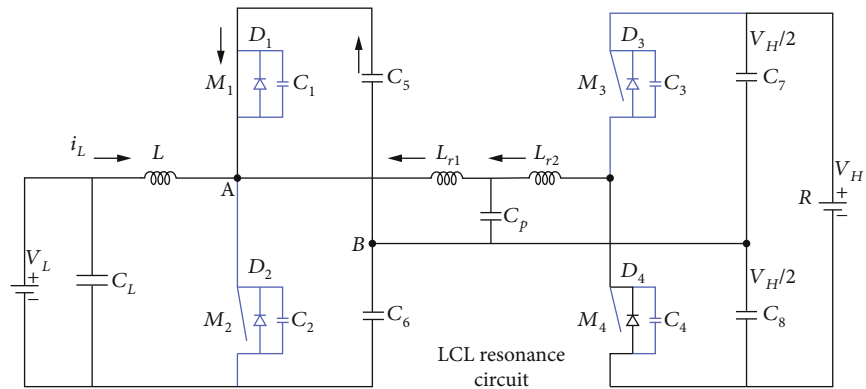 D1
M1
C1
C5
D3
M3
C3
VH/2
C7
iL
L
A
Lr1
Lr2
Cp
B
R
VH
+
−
VL
+
−
CL
D2
M2
C2
C6
D4
M4
C4
VH/2
C8
LCL resonance
circuit